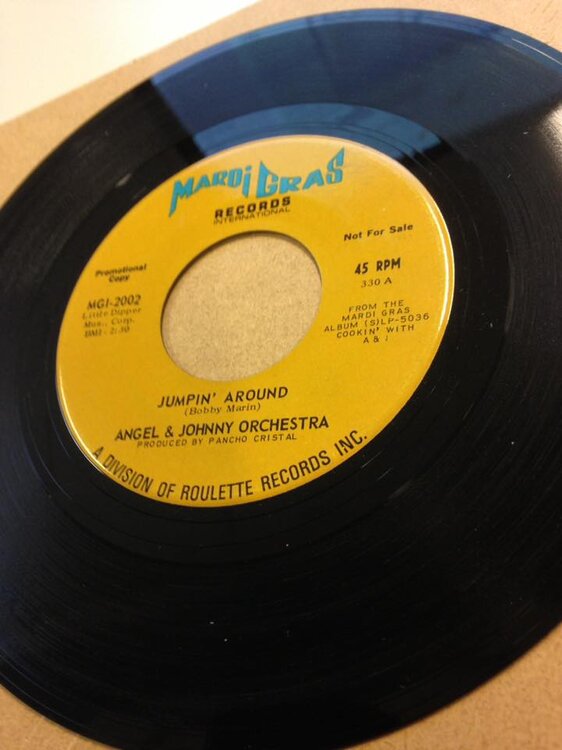 MARDi GRAS
RECORDS
INTERNATIONAL
Promotional
Copy
MGI-2002
Little Dipper
Mus., Corp.
BMI - 2:30
Not For Sale
45 RPM
330 A
FROM THE
MARDI GRAS
ALBUM (S)LP-5036
COOKIN' WITH
A &
JUMPIN' AROUND
(Bobby Marin)
ANGEL & JOHNNY ORCHESTRA
PRODUCED BY PANCHO CRISTAL
A DIVISION OF ROULETTE RECORDS INC.